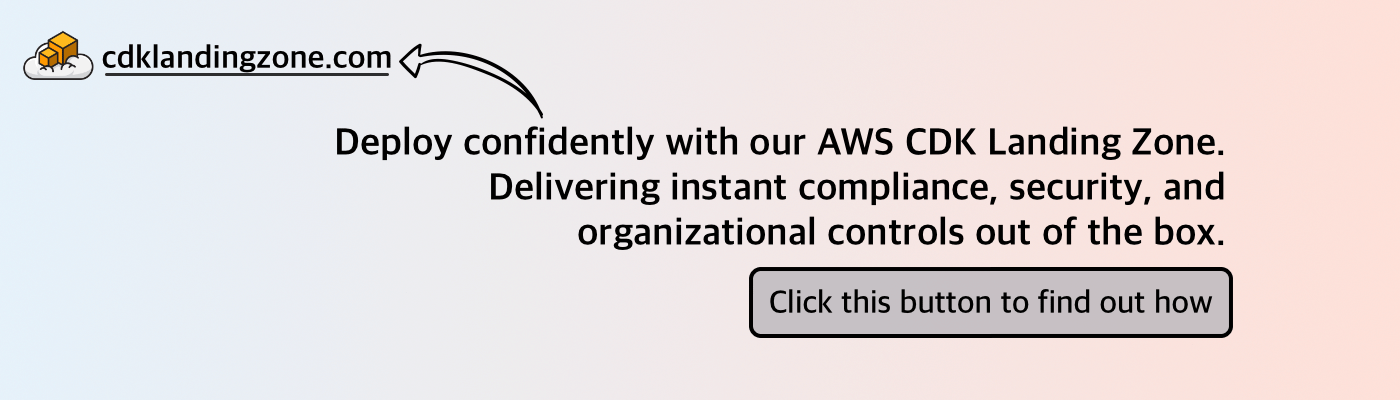 cdklandingzone.com
Deploy confidently with our AWS CDK Landing Zone.
Delivering instant compliance, security, and
organizational controls out of the box.
Click this button to find out how